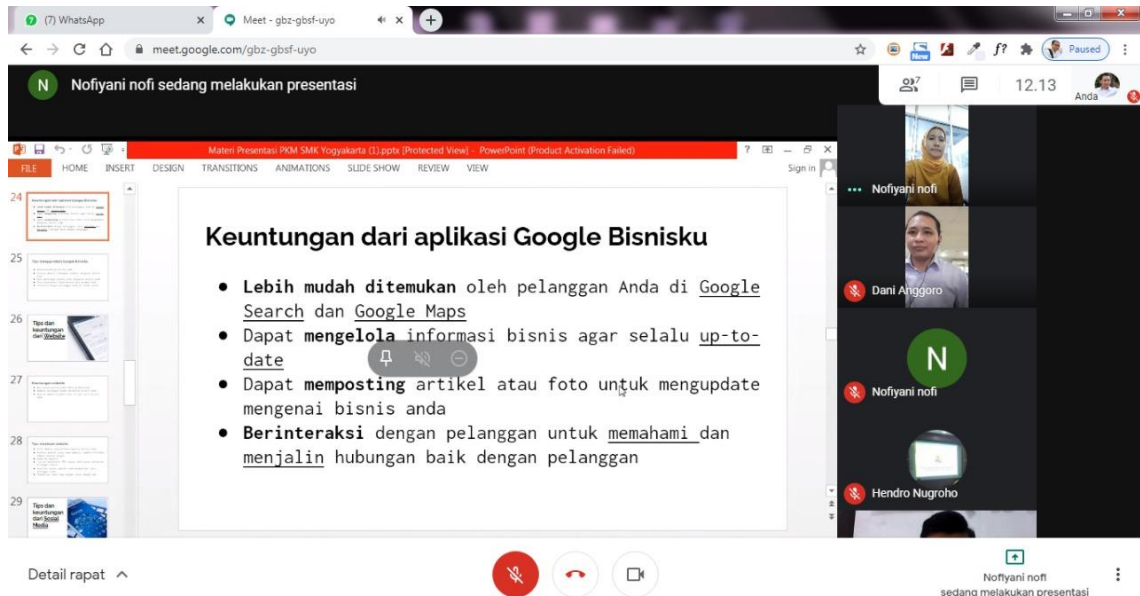 (7) WhatsApp
Meet - gbz-gbsf-uyo
meet.google.com/gbz-gbsf-uyo
New
f?
Paused
N
Nofiyani nofi sedang melakukan presentasi
7
12.13
Anda
Materi Presentasi PKM SMK Yogyakarta (1).pptx [Protected View] - PowerPoint (Product Activation Failed)
FILE HOME INSERT DESIGN TRANSITIONS ANIMATIONS SLIDE SHOW REVIEW VIEW Sign in
24
25
26
Tips dan
keuntungan
dari Website
27
28
29
Tips dan
keuntungan
dari Sosial
Media
Keuntungan dari aplikasi Google Bisnisku
● Lebih mudah ditemukan oleh pelanggan Anda di Google
Search dan Google Maps
● Dapat mengelola informasi bisnis agar selalu up-to-
date
● Dapat memposting artikel atau foto untuk mengupdate
mengenai bisnis anda
● Berinteraksi dengan pelanggan untuk memahami dan
menjalin hubungan baik dengan pelanggan
Nofiyani nofi
Dani Anggoro
N
Nofiyani nofi
Hendro Nugroho
Detail rapat
Nofiyani nofi
sedang melakukan presentasi